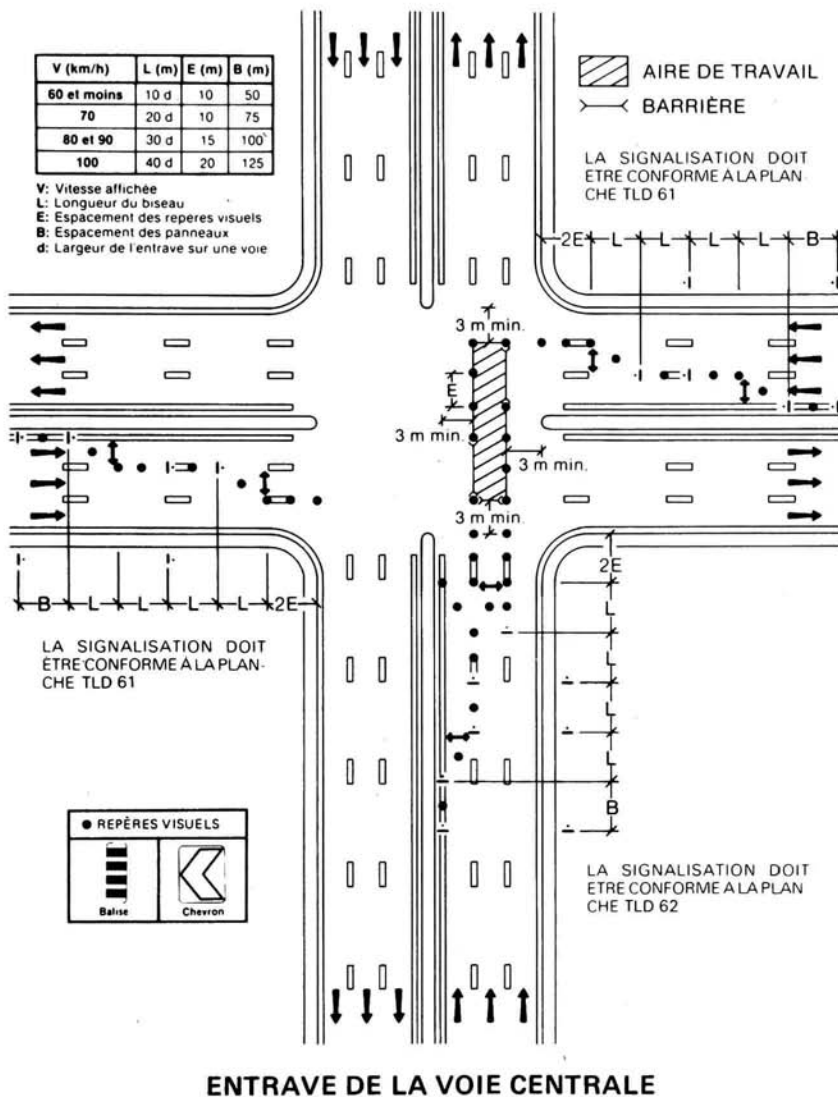 V (km/h) L (m) E (m) B (m)
60 et moins 10 d 10 50
70 20 d 10 75
80 et 90 30 d 15 100
100 40 d 20 125
V: Vitesse affichée
L: Longueur du biseau
E: Espacement des repères visuels
B: Espacement des panneaux
d: Largeur de l'entrave sur une voie
AIRE DE TRAVAIL
BARRIÈRE
LA SIGNALISATION DOIT
ETRE CONFORME A LA PLAN
CHE TLD 61
2E L L L L B
3 m min.
E
3 m min.
3 m min.
3 m min.
B L L L L 2E
2E
L
L
L
L
B
LA SIGNALISATION DOIT
ÊTRE CONFORME À LA PLAN-
CHE TLD 61
● REPÈRES VISUELS
Balise Chevron
LA SIGNALISATION DOIT
ETRE CONFORME A LA PLAN
CHE TLD 62
ENTRAVE DE LA VOIE CENTRALE